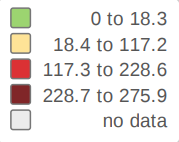 0 to 18.3
18.4 to 117.2
117.3 to 228.6
228.7 to 275.9
no data